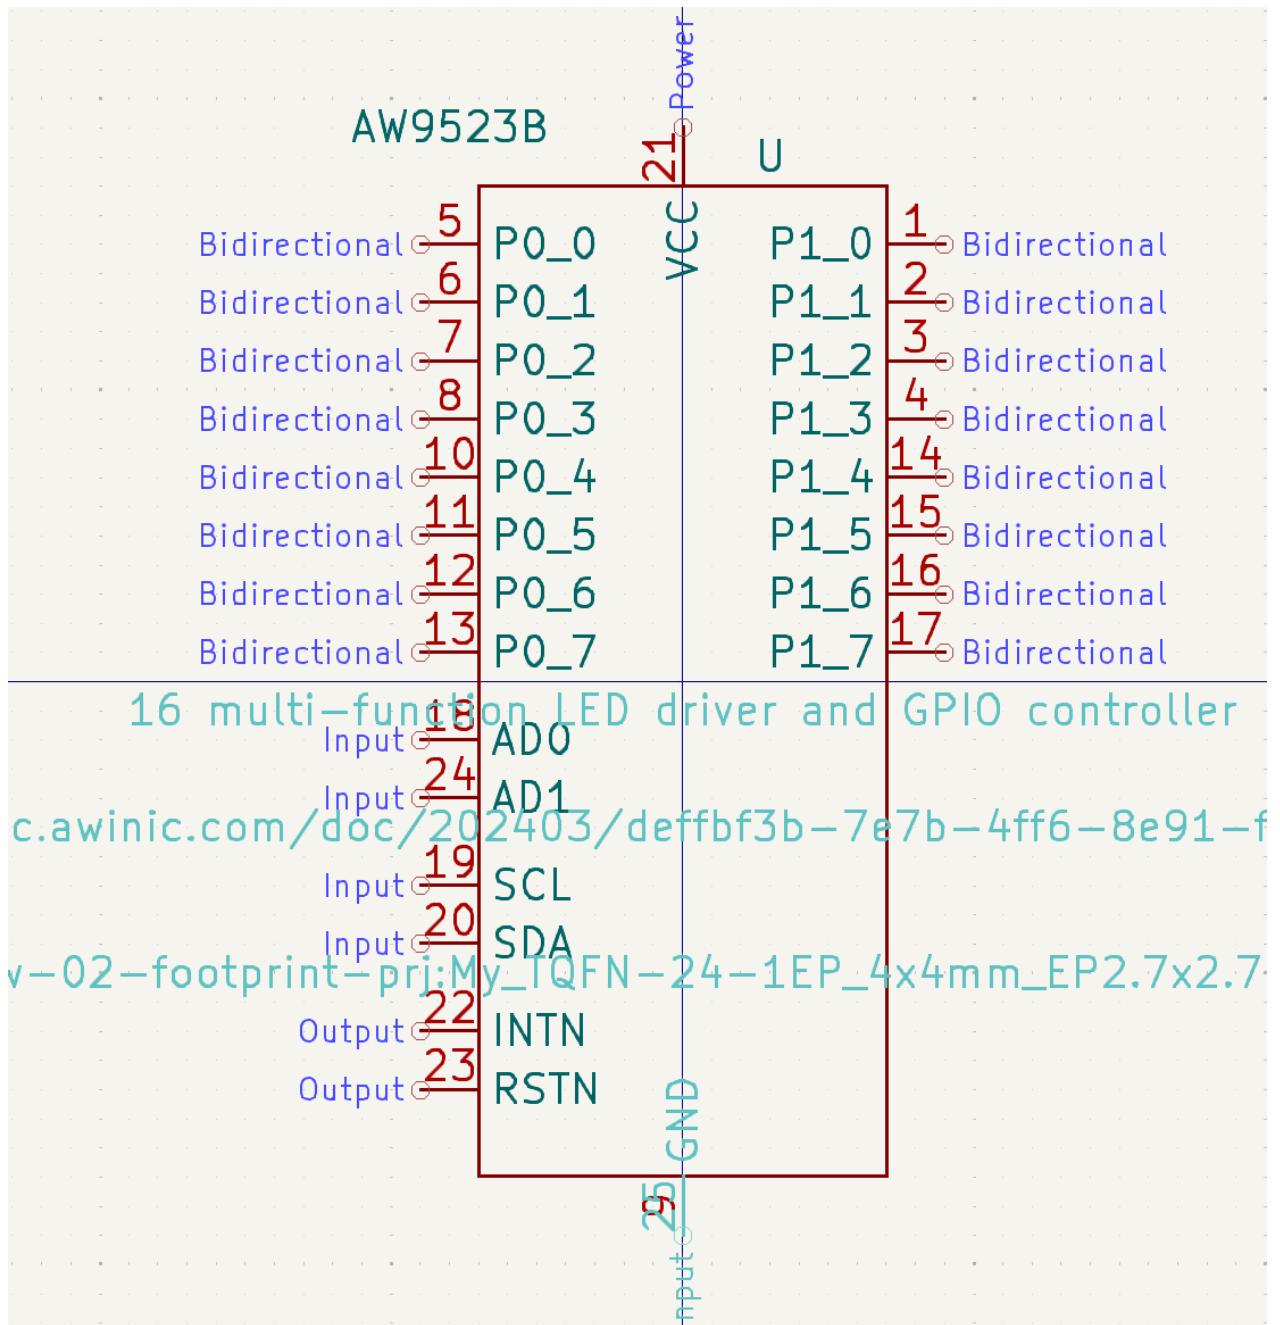 Power
AW9523B
21
U
VCC
Bidirectional 5 P0_0 P1_0 1 Bidirectional
Bidirectional 6 P0_1 P1_1 2 Bidirectional
Bidirectional 7 P0_2 P1_2 3 Bidirectional
Bidirectional 8 P0_3 P1_3 4 Bidirectional
Bidirectional 10 P0_4 P1_4 14 Bidirectional
Bidirectional 11 P0_5 P1_5 15 Bidirectional
Bidirectional 12 P0_6 P1_6 16 Bidirectional
Bidirectional 13 P0_7 P1_7 17 Bidirectional
16 multi-function LED driver and GPIO controller
Input 18 AD0
Input 24 AD1
c.awinic.com/doc/202403/deffbf3b-7e7b-4ff6-8e91-f
Input 19 SCL
Input 20 SDA
w-02-footprint-prj:My_TQFN-24-1EP_4x4mm_EP2.7x2.7
Output 22 INTN
Output 23 RSTN
GND
9
25
nput